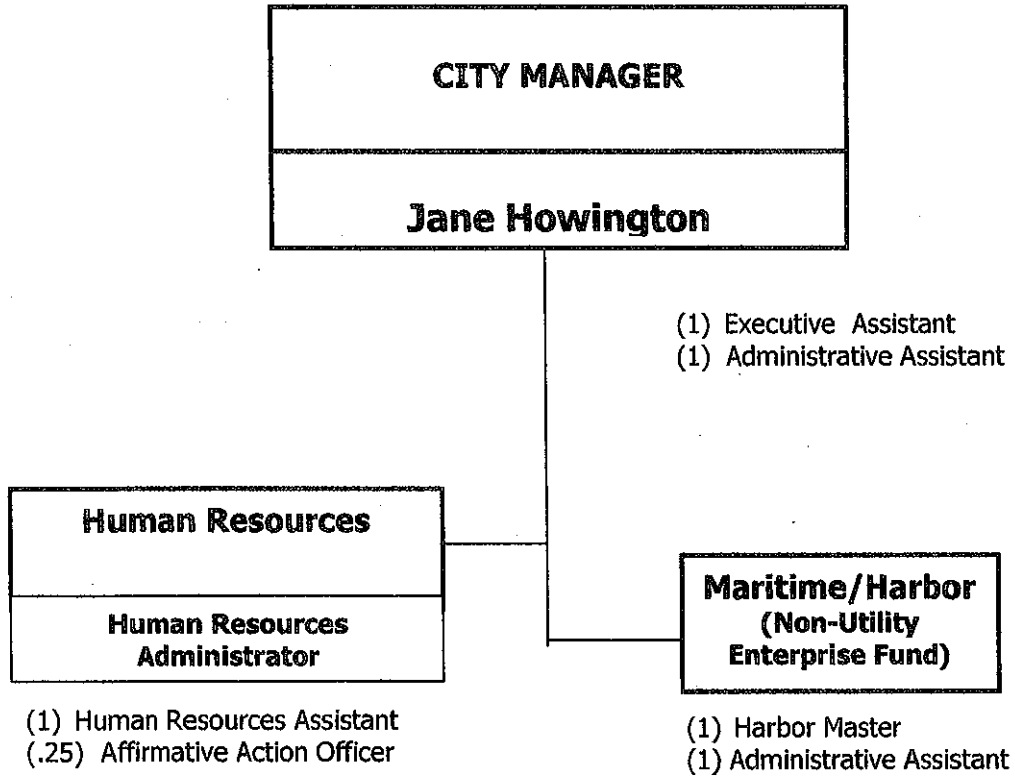 CITY MANAGER
Jane Howington
(1) Executive Assistant
(1) Administrative Assistant
Human Resources
Human Resources
Administrator
(1) Human Resources Assistant
(.25) Affirmative Action Officer
Maritime/Harbor
(Non-Utility
Enterprise Fund)
(1) Harbor Master
(1) Administrative Assistant